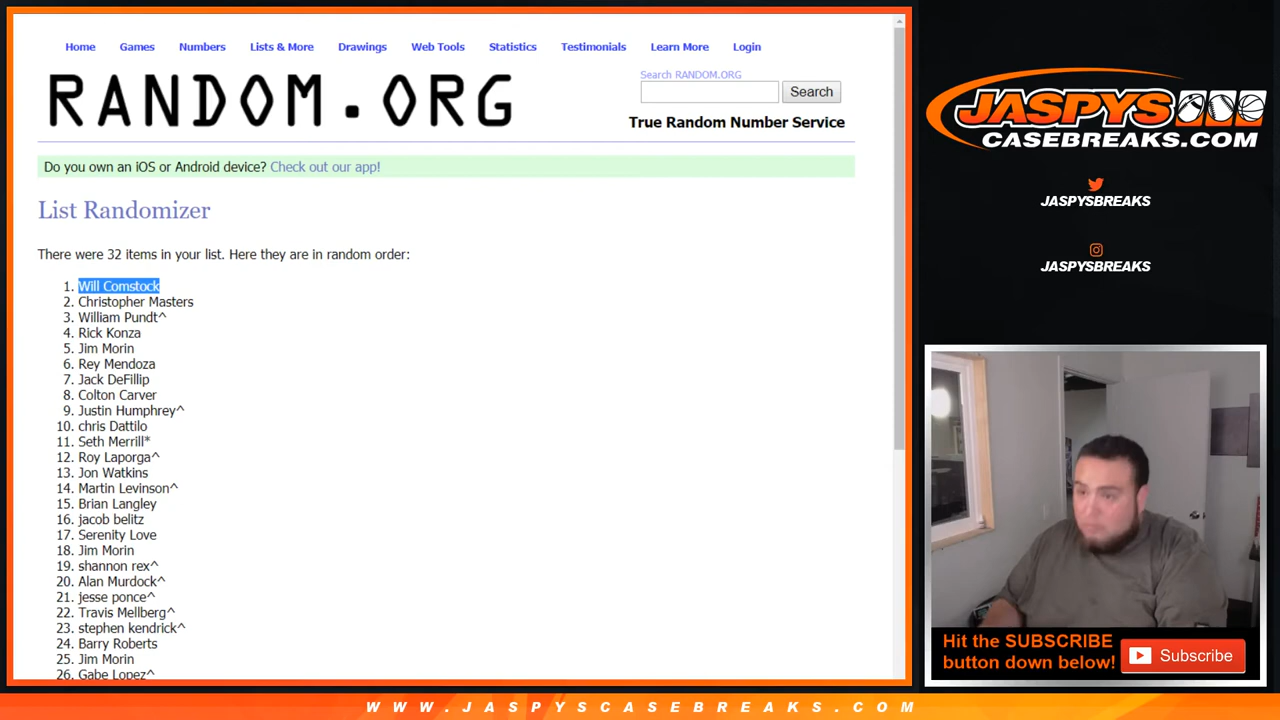 Home Games Numbers Lists & More Drawings Web Tools Statistics Testimonials Learn More Login
RANDOM.ORG
Search RANDOM.ORG
Search
True Random Number Service
Do you own an iOS or Android device? Check out our app!
List Randomizer
There were 32 items in your list. Here they are in random order:
1. Will Comstock
2. Christopher Masters
3. William Pundt^
4. Rick Konza
5. Jim Morin
6. Rey Mendoza
7. Jack DeFillip
8. Colton Carver
9. Justin Humphrey^
10. chris Dattilo
11. Seth Merrill*
12. Roy Laporga^
13. Jon Watkins
14. Martin Levinson^
15. Brian Langley
16. jacob belitz
17. Serenity Love
18. Jim Morin
19. shannon rex^
20. Alan Murdock^
21. jesse ponce^
22. Travis Mellberg^
23. stephen kendrick^
24. Barry Roberts
25. Jim Morin
26. Gabe Lopez^
JASPYS
CASEBREAKS.COM
JASPYSBREAKS
JASPYSBREAKS
Hit the SUBSCRIBE
button down below!
Subscribe
WWW.JASPYSCASEBREAKS.COM